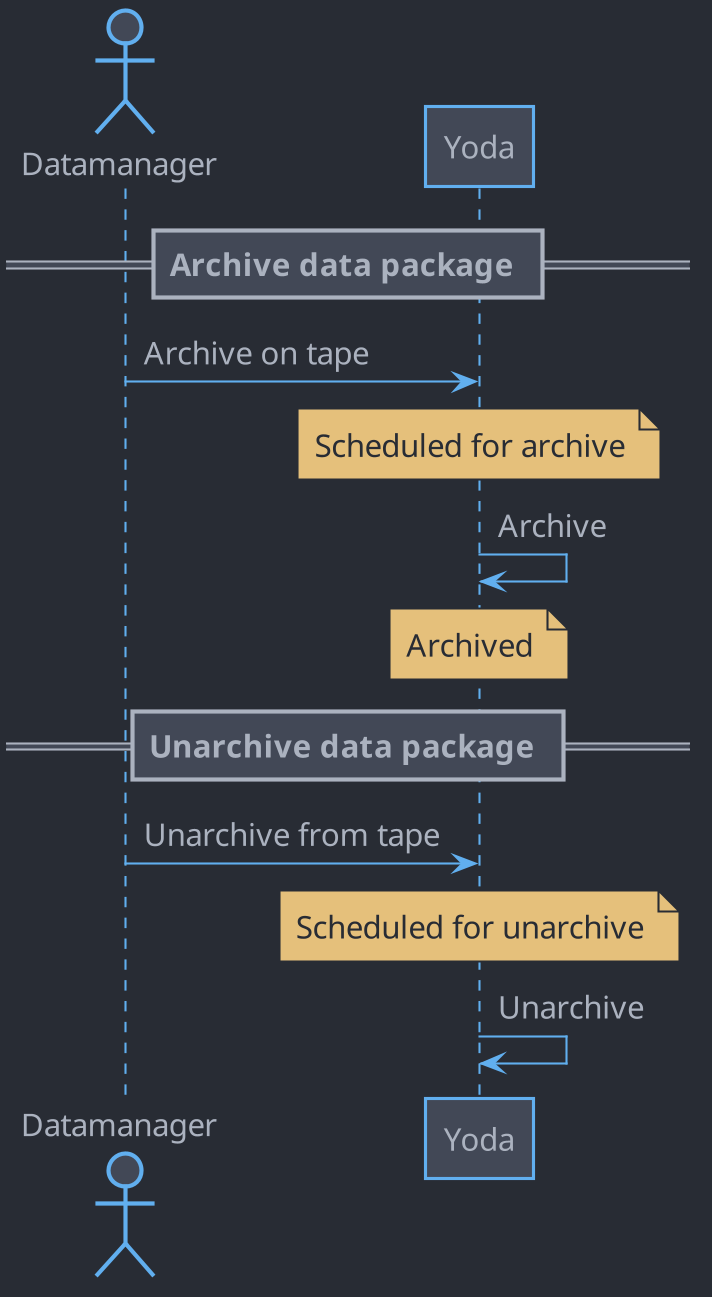 Datamanager
Yoda
Archive data package
Archive on tape
Scheduled for archive
Archive
Archived
Unarchive data package
Unarchive from tape
Scheduled for unarchive
Unarchive
Datamanager
Yoda